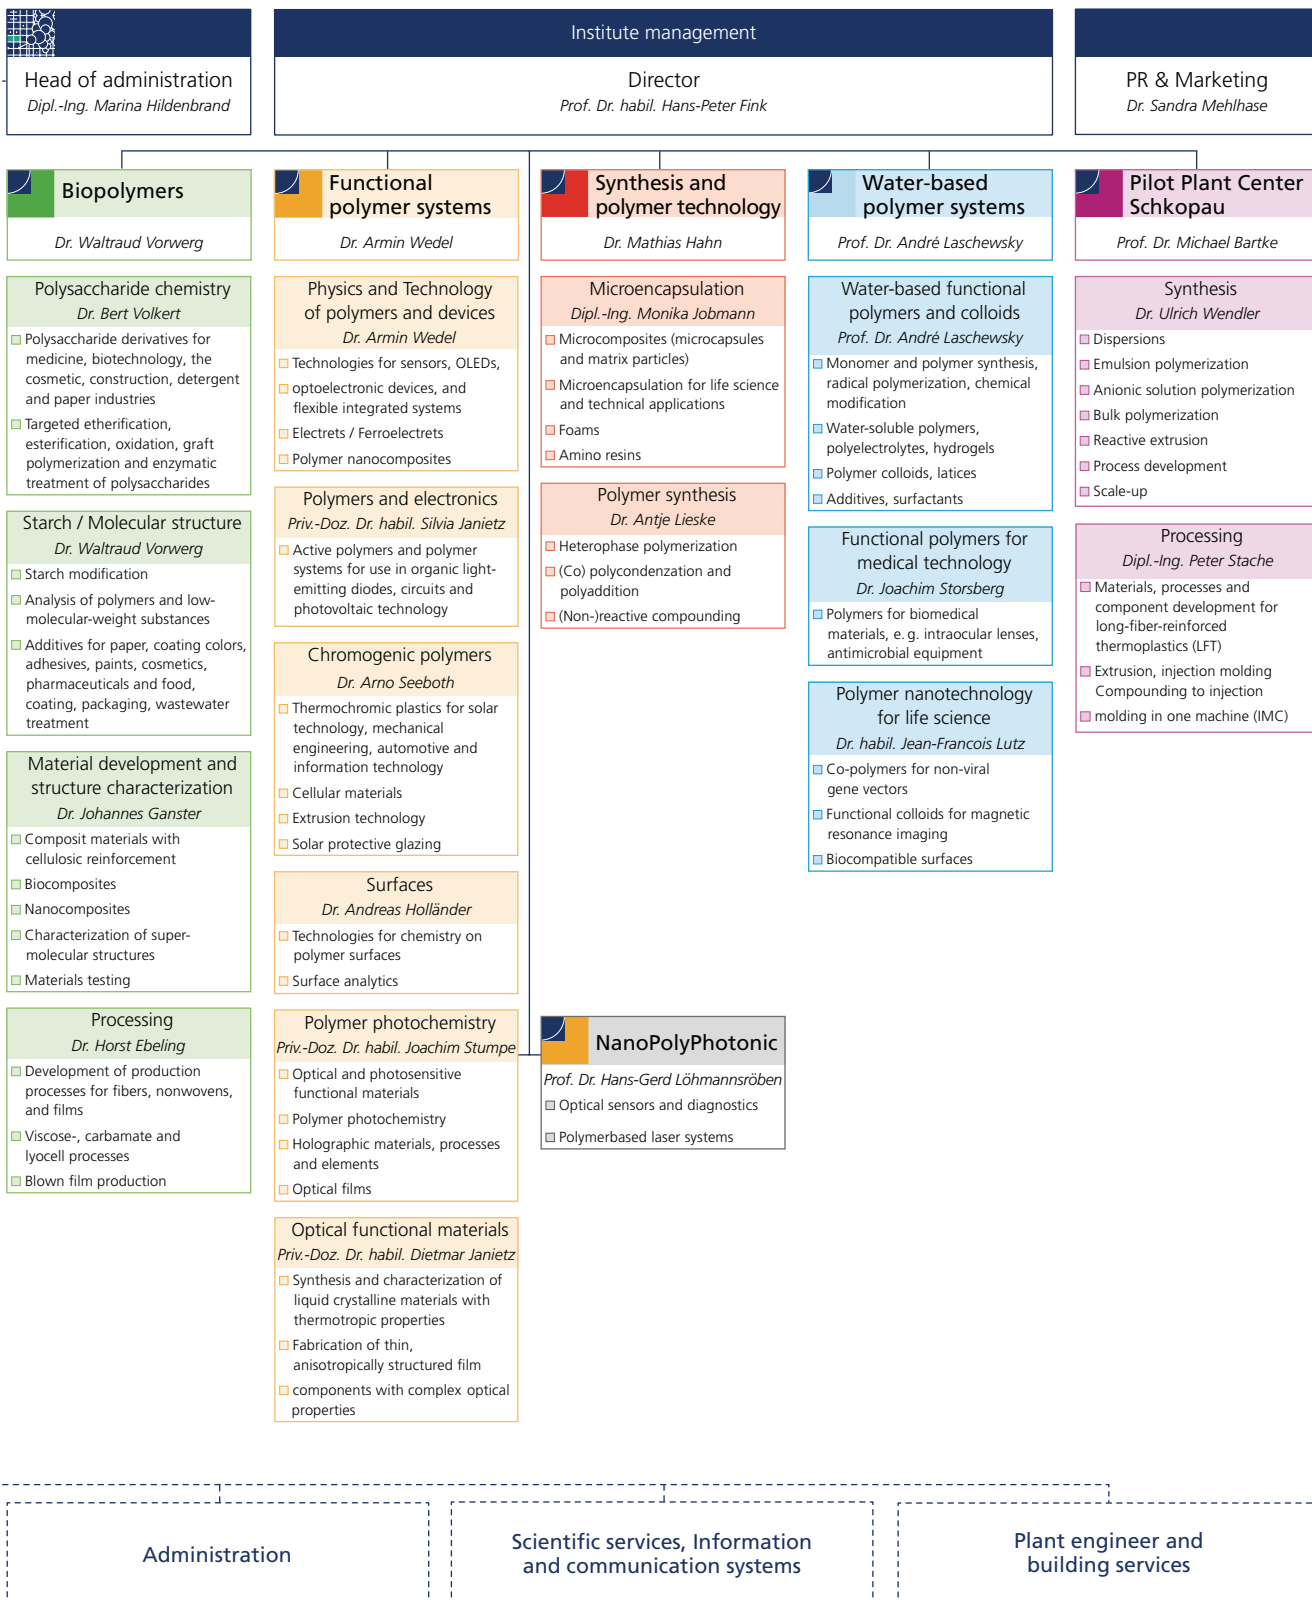 Institute management
Head of administration
Dipl.-Ing. Marina Hildenbrand
Director
Prof. Dr. habil. Hans-Peter Fink
PR & Marketing
Dr. Sandra Mehlhase
Biopolymers
Dr. Waltraud Vorwerg
Polysaccharide chemistry
Dr. Bert Volkert
Polysaccharide derivatives for
medicine, biotechnology, the
cosmetic, construction, detergent
and paper industries
Targeted etherification,
esterification, oxidation, graft
polymerization and enzymatic
treatment of polysaccharides
Starch / Molecular structure
Dr. Waltraud Vorwerg
Starch modification
Analysis of polymers and low-
molecular-weight substances
Additives for paper, coating colors,
adhesives, paints, cosmetics,
pharmaceuticals and food,
coating, packaging, wastewater
treatment
Material development and
structure characterization
Dr. Johannes Ganster
Composit materials with
cellulosic reinforcement
Biocomposites
Nanocomposites
Characterization of super-
molecular structures
Materials testing
Processing
Dr. Horst Ebeling
Development of production
processes for fibers, nonwovens,
and films
Viscose-, carbamate and
lyocell processes
Blown film production
Functional
polymer systems
Dr. Armin Wedel
Physics and Technology
of polymers and devices
Dr. Armin Wedel
Technologies for sensors, OLEDs,
optoelectronic devices, and
flexible integrated systems
Electrets / Ferroelectrets
Polymer nanocomposites
Polymers and electronics
Priv.-Doz. Dr. habil. Silvia Janietz
Active polymers and polymer
systems for use in organic light-
emitting diodes, circuits and
photovoltaic technology
Chromogenic polymers
Dr. Arno Seeboth
Thermochromic plastics for solar
technology, mechanical
engineering, automotive and
information technology
Cellular materials
Extrusion technology
Solar protective glazing
Surfaces
Dr. Andreas Holländer
Technologies for chemistry on
polymer surfaces
Surface analytics
Polymer photochemistry
Priv.-Doz. Dr. habil. Joachim Stumpe
Optical and photosensitive
functional materials
Polymer photochemistry
Holographic materials, processes
and elements
Optical films
Optical functional materials
Priv.-Doz. Dr. habil. Dietmar Janietz
Synthesis and characterization of
liquid crystalline materials with
thermotropic properties
Fabrication of thin,
anisotropically structured film
components with complex optical
properties
Synthesis and
polymer technology
Dr. Mathias Hahn
Microencapsulation
Dipl.-Ing. Monika Jobmann
Microcomposites (microcapsules
and matrix particles)
Microencapsulation for life science
and technical applications
Foams
Amino resins
Polymer synthesis
Dr. Antje Lieske
Heterophase polymerization
(Co) polycondenzation and
polyaddition
(Non-)reactive compounding
NanoPolyPhotonic
Prof. Dr. Hans-Gerd Löhmannsröben
Optical sensors and diagnostics
Polymerbased laser systems
Water-based
polymer systems
Prof. Dr. André Laschewsky
Water-based functional
polymers and colloids
Prof. Dr. André Laschewsky
Monomer and polymer synthesis,
radical polymerization, chemical
modification
Water-soluble polymers,
polyelectrolytes, hydrogels
Polymer colloids, latices
Additives, surfactants
Functional polymers for
medical technology
Dr. Joachim Storsberg
Polymers for biomedical
materials, e. g. intraocular lenses,
antimicrobial equipment
Polymer nanotechnology
for life science
Dr. habil. Jean-Francois Lutz
Co-polymers for non-viral
gene vectors
Functional colloids for magnetic
resonance imaging
Biocompatible surfaces
Pilot Plant Center
Schkopau
Prof. Dr. Michael Bartke
Synthesis
Dr. Ulrich Wendler
Dispersions
Emulsion polymerization
Anionic solution polymerization
Bulk polymerization
Reactive extrusion
Process development
Scale-up
Processing
Dipl.-Ing. Peter Stache
Materials, processes and
component development for
long-fiber-reinforced
thermoplastics (LFT)
Extrusion, injection molding
Compounding to injection
molding in one machine (IMC)
Administration
Scientific services, Information
and communication systems
Plant engineer and
building services